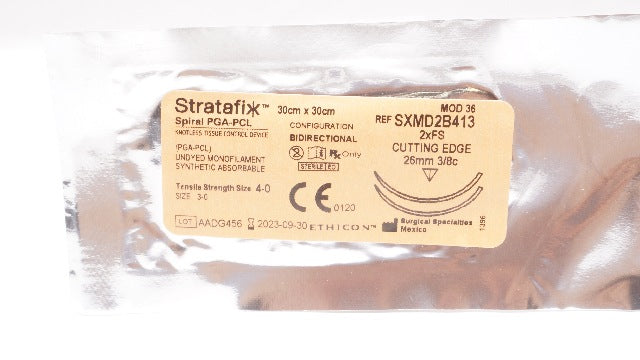 Stratafix™
Spiral PGA-PCL
KNOTLESS TISSUE CONTROL DEVICE
(PGA-PCL)
UNDYED MONOFILAMENT
SYNTHETIC ABSORBABLE
Tensile Strength Size 4-0
SIZE 3-0
LOT AADG456 2023-09-30 ETHICON™
30cm x 30cm
CONFIGURATION
BIDIRECTIONAL
Rx Only
STERILE EO
CE 0120
MOD 36
REF SXMD2B413
2xFS
CUTTING EDGE
26mm 3/8c
Surgical Specialties
Mexico
1396